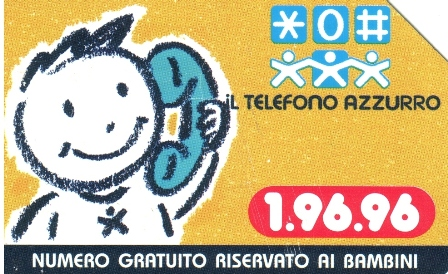 *0#
iL TELEFONO AZZURRO
1.96.96
NUMERO GRATUITO RISERVATO AI BAMBINI